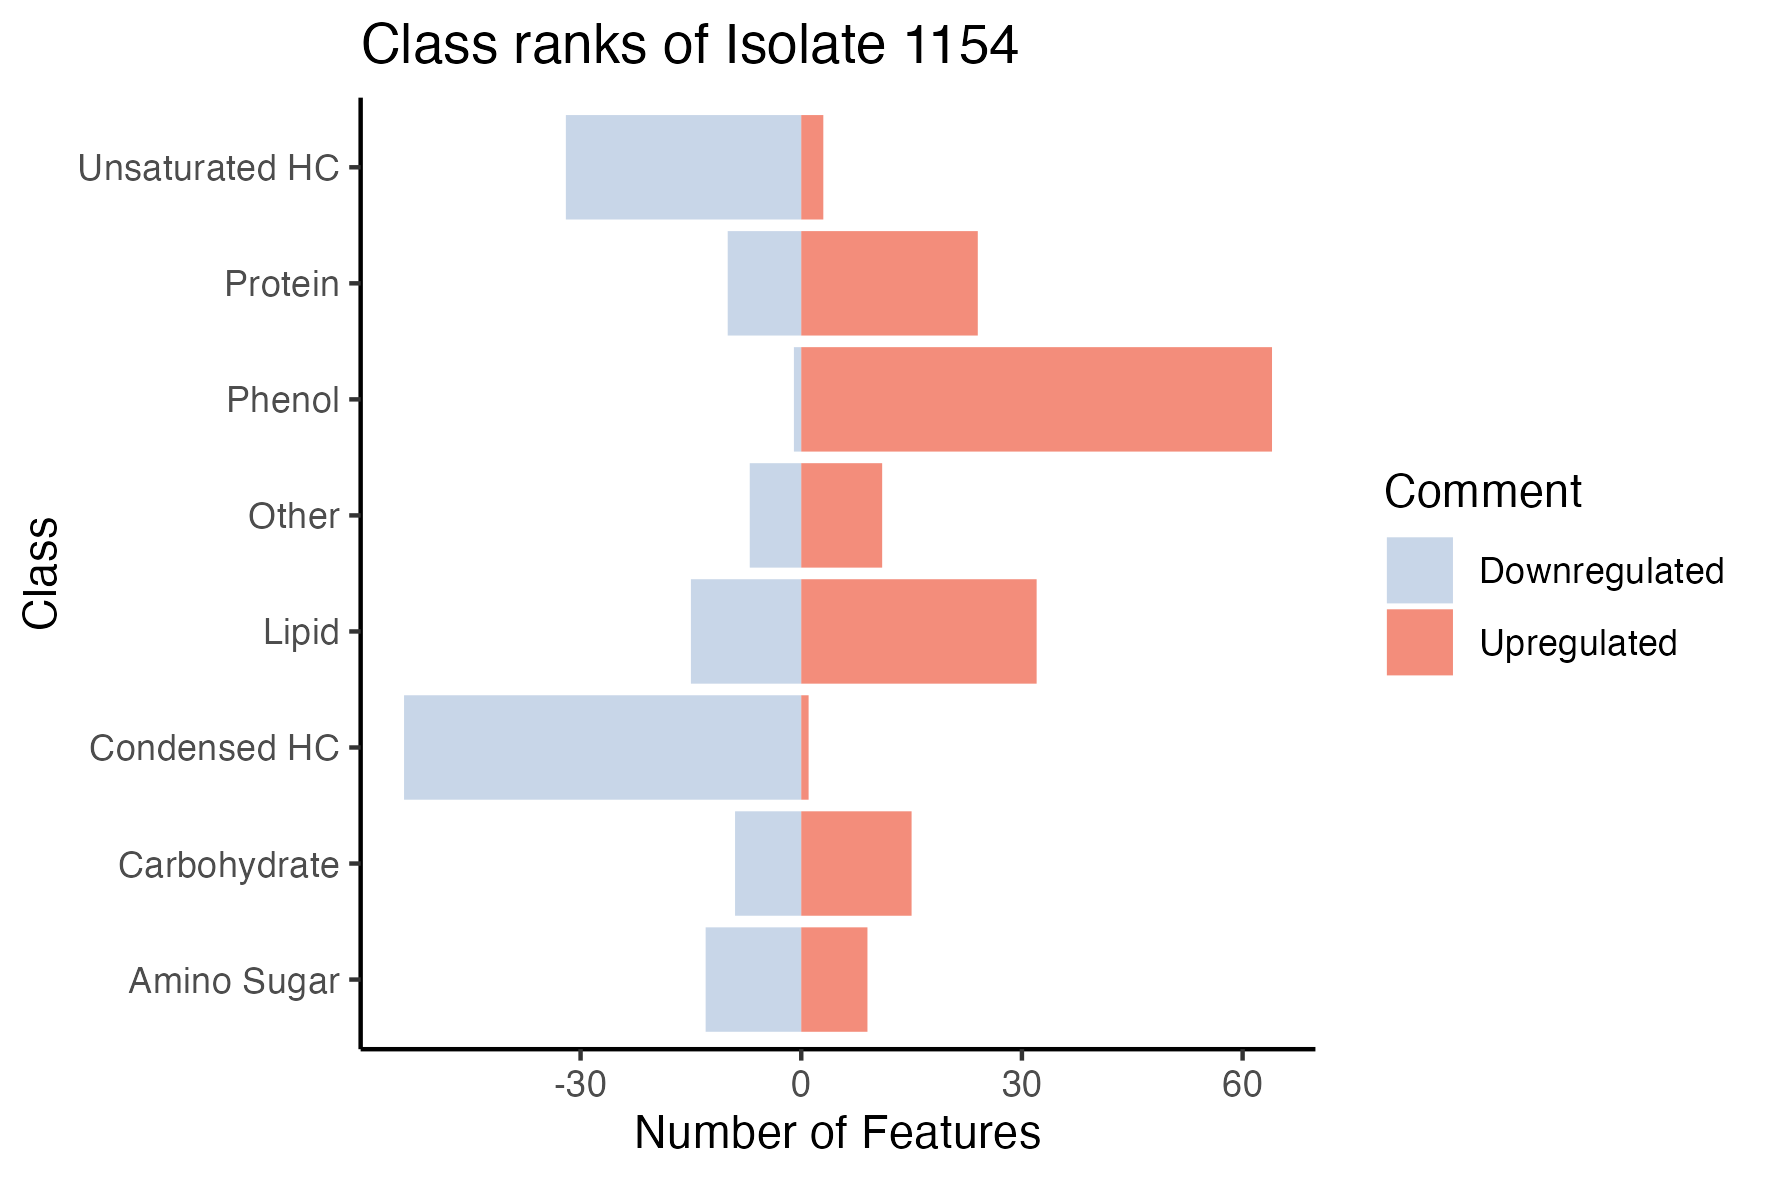 Class ranks of Isolate 1154
Unsaturated HC
Protein
Phenol
Other
Lipid
Condensed HC
Carbohydrate
Amino Sugar
Class
-30 0 30 60
Number of Features
Comment
Downregulated
Upregulated